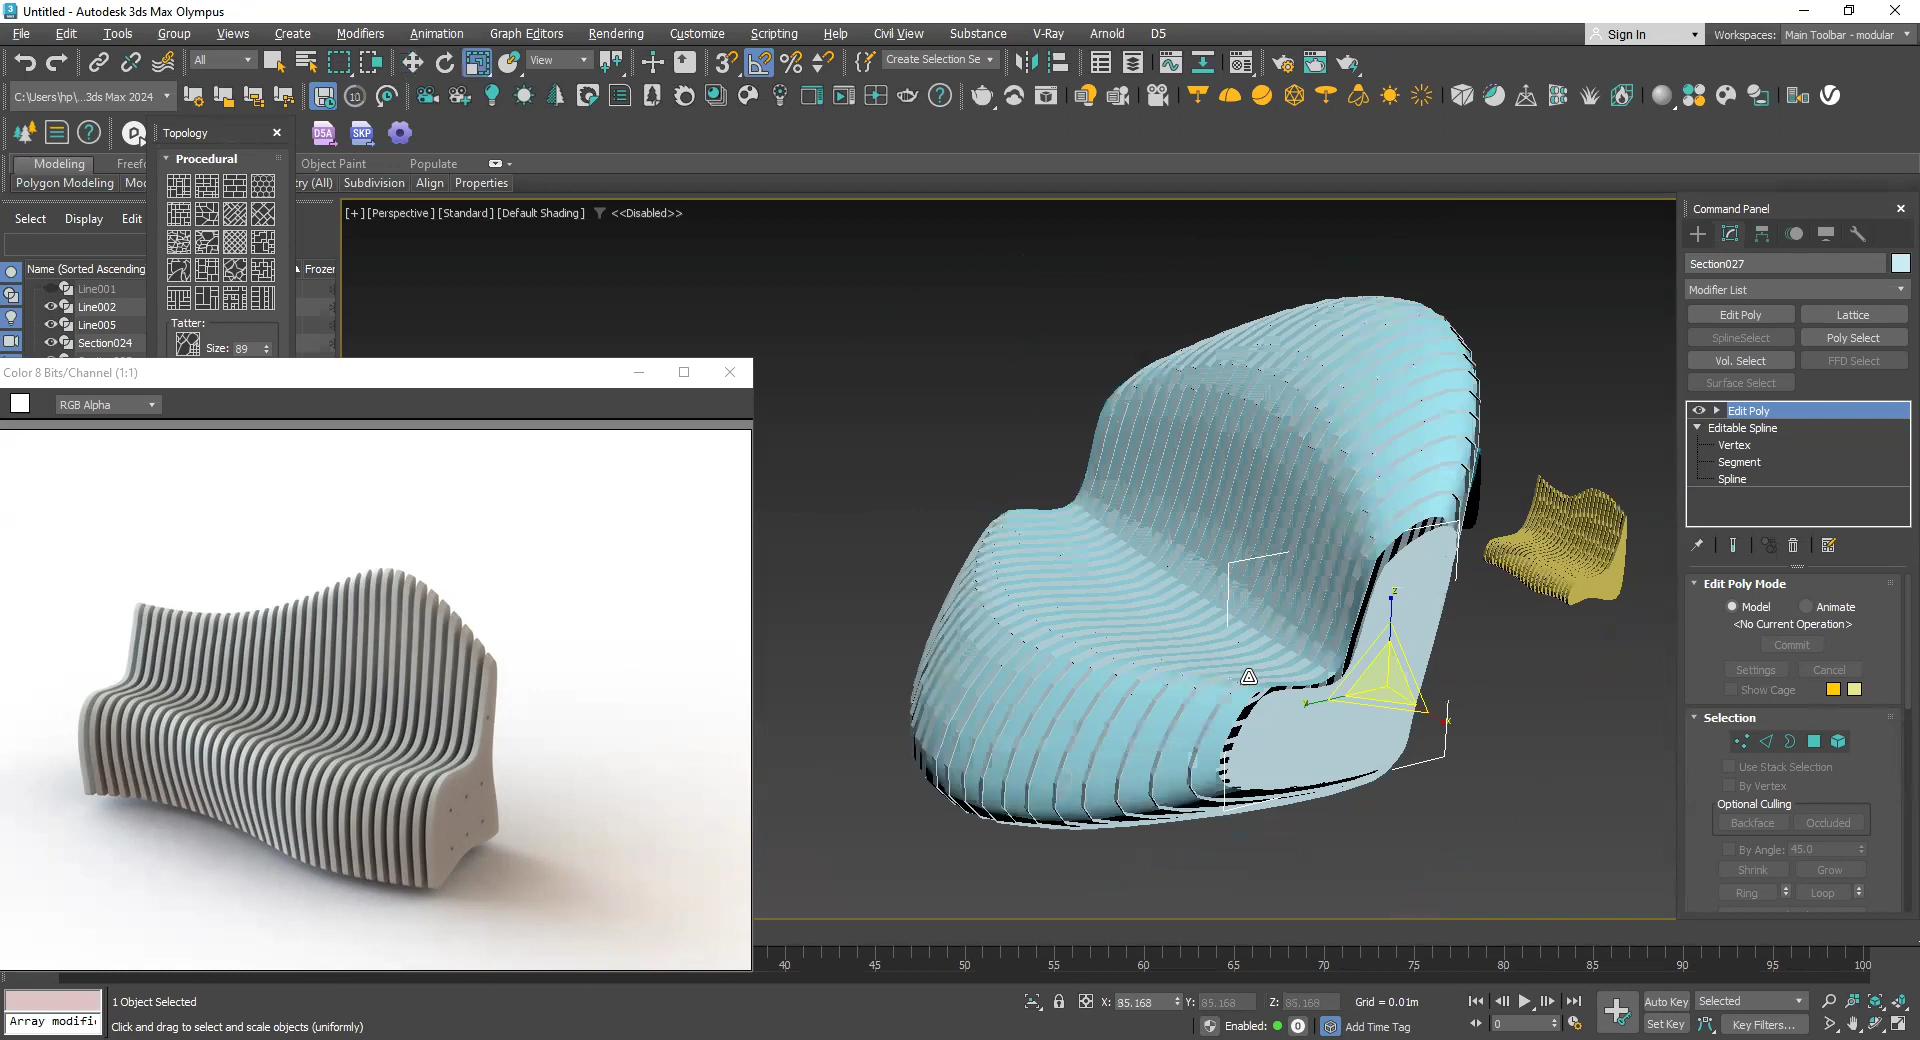 Untitled - Autodesk 3ds Max Olympus
File Edit Tools Group Views Create Modifiers Animation Graph Editors Rendering Customize Scripting Help Civil View Substance V-Ray Arnold D5
Sign In
Workspaces: Main Toolbar - modular
All
View
Create Selection Se
C:\Users\hp\...3ds Max 2024
D5A
SKP
Topology
Procedural
Tatter:
Size: 89
Modeling Freef
Object Paint Populate
Polygon Modeling Mod
try (All) Subdivision Align Properties
Select Display Edit
Name (Sorted Ascending
Frozen
Line001
Line002
Line005
Section024
[+] [Perspective] [Standard] [Default Shading] <<Disabled>>
Color 8 Bits/Channel (1:1)
RGB Alpha
z
y
x
Command Panel
Section027
Modifier List
Edit Poly Lattice
SplineSelect Poly Select
Vol. Select FFD Select
Surface Select
Edit Poly
Editable Spline
Vertex
Segment
Spline
Edit Poly Mode
Model Animate
<No Current Operation>
Commit
Settings Cancel
Show Cage
Selection
Use Stack Selection
By Vertex
Optional Culling
Backface Occluded
By Angle: 45.0
Shrink Grow
Ring Loop
40 45 50 55 60 65 70 75 80 85 90 95 100
1 Object Selected
X: 85.168 Y: 85.168 Z: 85.168 Grid = 0.01m
Auto Key Selected
Array modifi
Click and drag to select and scale objects (uniformly)
Enabled: 0 Add Time Tag
0
Set Key Key Filters...